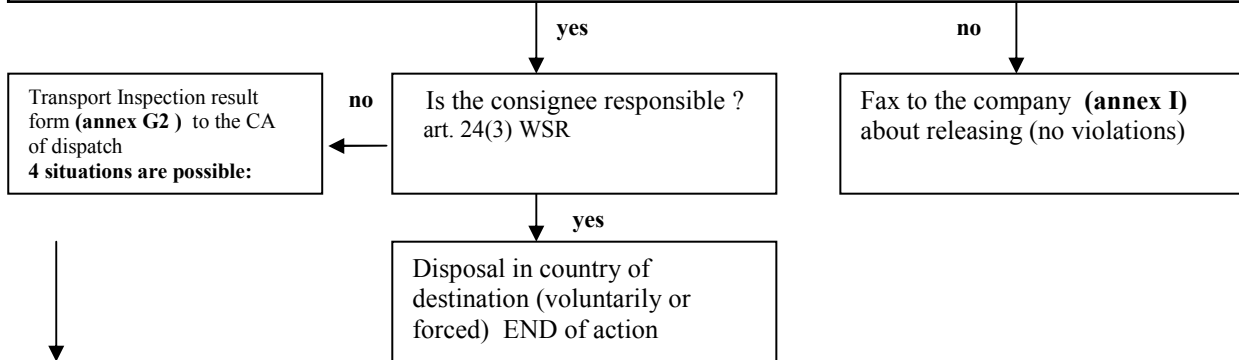 yes
no
Transport Inspection result
form (annex G2 ) to the CA
of dispatch
4 situations are possible:
no
Is the consignee responsible ?
art. 24(3) WSR
Fax to the company (annex I)
about releasing (no violations)
yes
Disposal in country of
destination (voluntarily or
forced) END of action